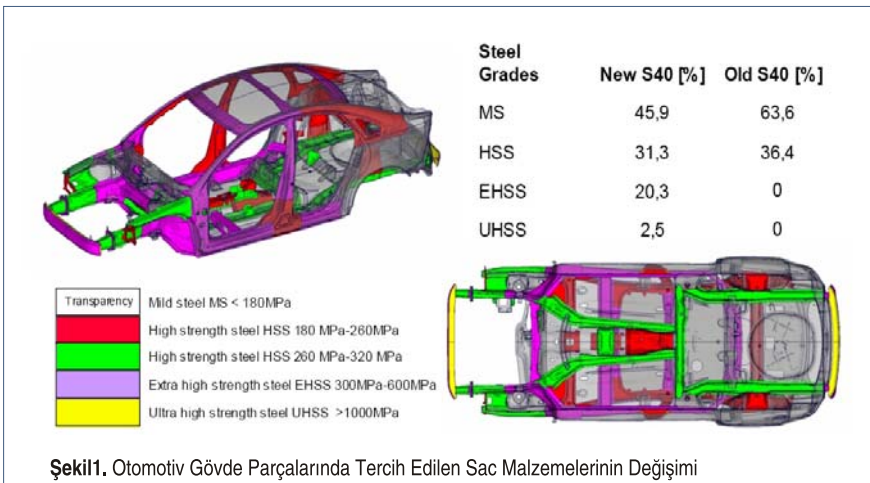 Steel
Grades New S40 [%] Old S40 [%]
MS 45,9 63,6
HSS 31,3 36,4
EHSS 20,3 0
UHSS 2,5 0
Transparency Mild steel MS < 180MPa
High strength steel HSS 180 MPa-260MPa
High strength steel HSS 260 MPa-320 MPa
Extra high strength steel EHSS 300MPa-600MPa
Ultra high strength steel UHSS >1000MPa
Şekil1. Otomotiv Gövde Parçalarında Tercih Edilen Sac Malzemelerinin Değişimi